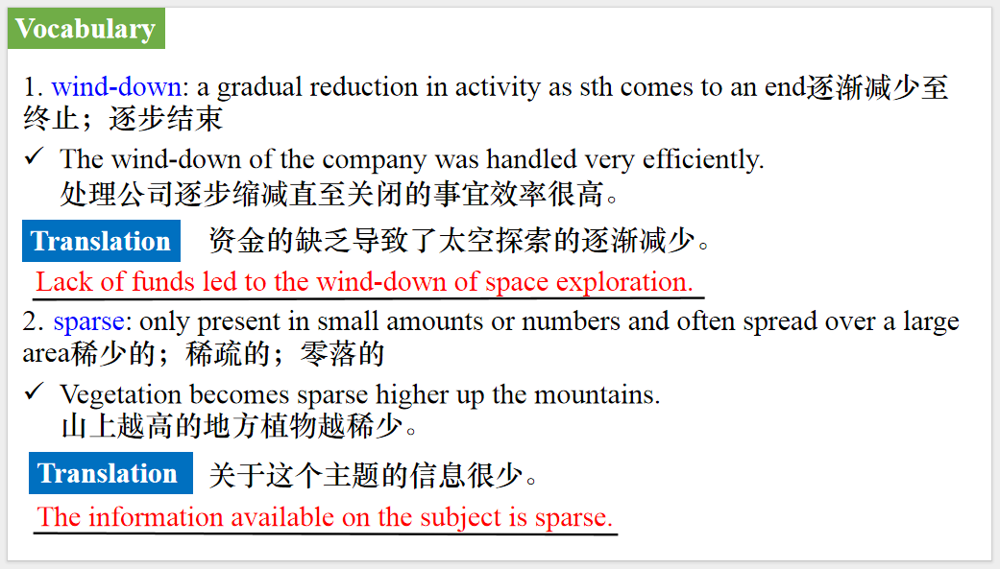 Vocabulary
1. wind-down: a gradual reduction in activity as sth comes to an end逐渐减少至
终止；逐步结束
✓ The wind-down of the company was handled very efficiently.
处理公司逐步缩减直至关闭的事宜效率很高。
Translation 资金的缺乏导致了太空探索的逐渐减少。
Lack of funds led to the wind-down of space exploration.
2. sparse: only present in small amounts or numbers and often spread over a large
area稀少的；稀疏的；零落的
✓ Vegetation becomes sparse higher up the mountains.
山上越高的地方植物越稀少。
Translation 关于这个主题的信息很少。
The information available on the subject is sparse.